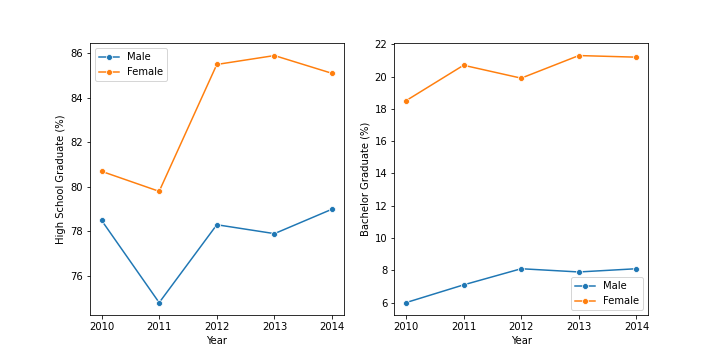 High School Graduate (%)
86
84
82
80
78
76
Male
Female
2010 2011 2012 2013 2014
Year
Bachelor Graduate (%)
22
20
18
16
14
12
10
8
6
Male
Female
2010 2011 2012 2013 2014
Year